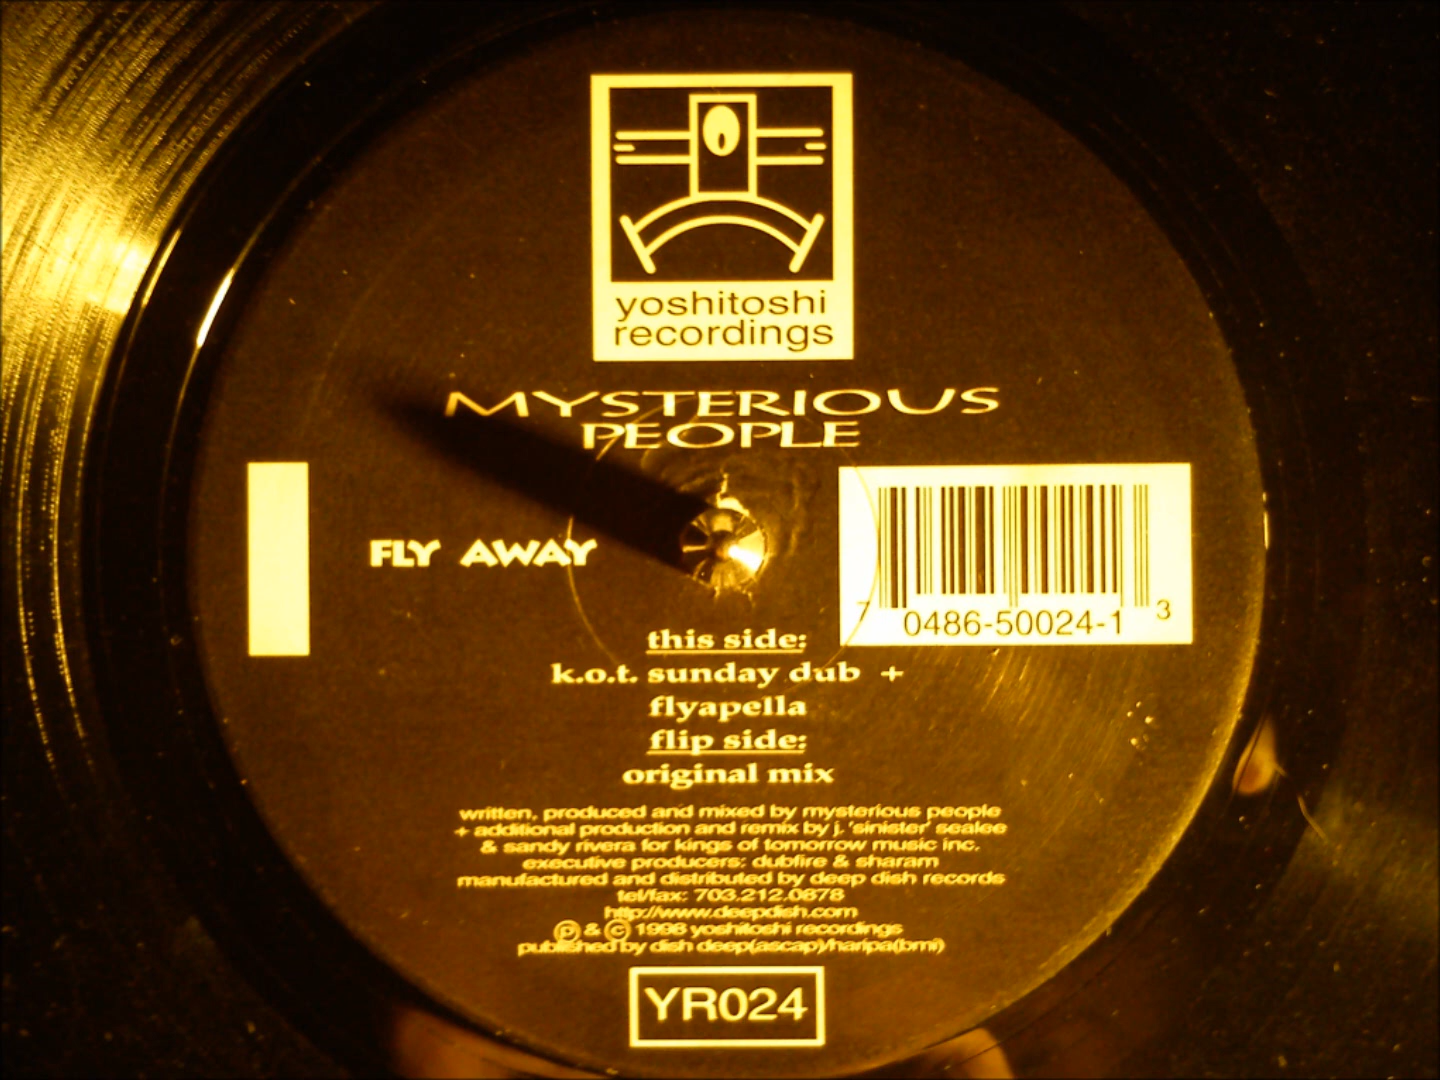 yoshitoshi
recordings
MYSTERIOUS
PEOPLE
FLY AWAY
7 0486-50024-1 3
this side:
k.o.t. sunday dub +
flyapella
flip side:
original mix
written, produced and mixed by mysterious people
+ additional production and remix by j. 'sinister' sealee
& sandy rivera for kings of tomorrow music inc.
executive producers: dubfire & sharam
manufactured and distributed by deep dish records
tel/fax: 703.212.0878
http://www.deepdish.com
℗ & © 1998 yoshitoshi recordings
published by dish deep(ascap)/haripa(bmi)
YR024